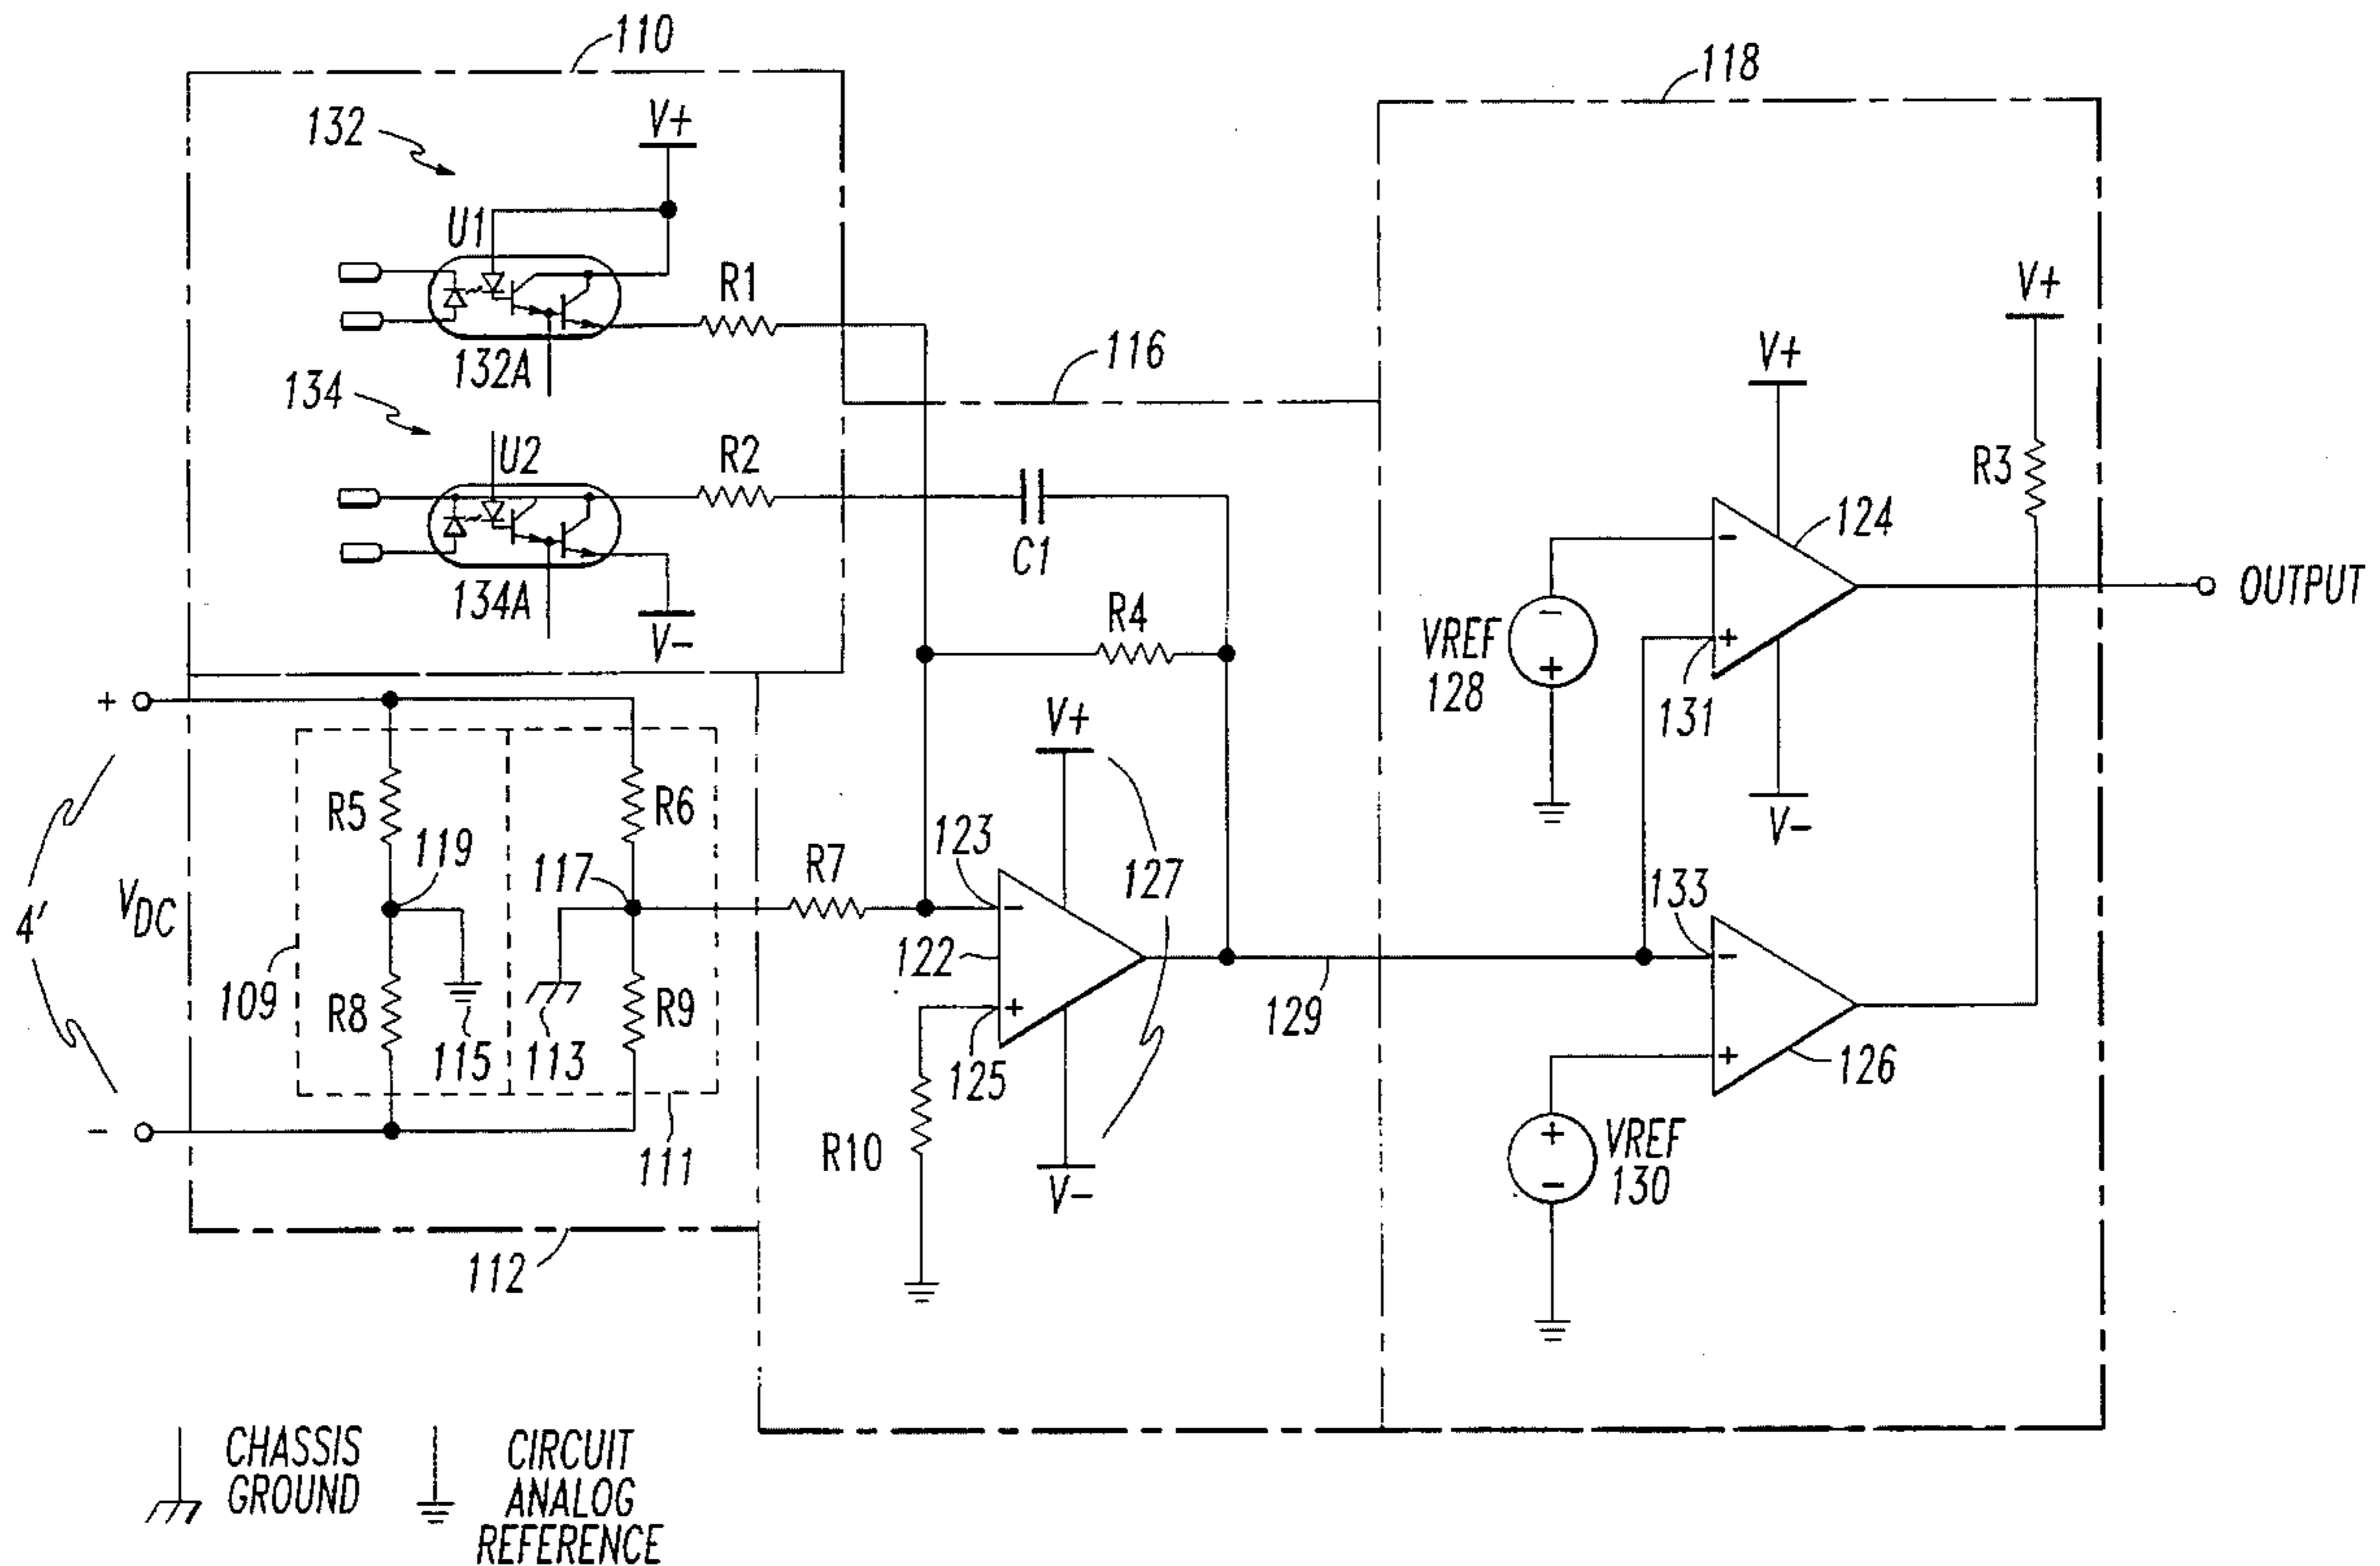 110
118
132
V+
U1
R1
V+
132A
116
V+
134
U2
R2
R3
124
C1
134A
OUTPUT
V-
R4
VREF
128
131
+
V+
R5
R6
119
123
127
V-
117
R7
133
4'
VDC
122
109
R8
R9
129
115
113
125
126
R10
VREF
130
111
V-
-
112
CHASSIS
GROUND
CIRCUIT
ANALOG
REFERENCE